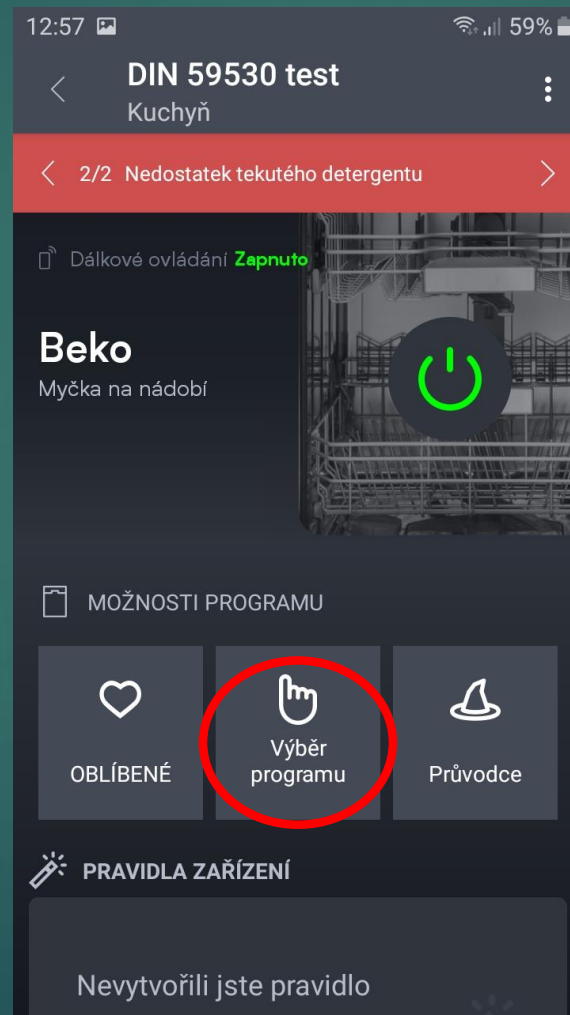 12:57 59%
DIN 59530 test
Kuchyň
2/2 Nedostatek tekutého detergentu
Dálkové ovládání Zapnuto
Beko
Myčka na nádobí
MOŽNOSTI PROGRAMU
OBLÍBENÉ
Výběr
programu
Průvodce
PRAVIDLA ZAŘÍZENÍ
Nevytvořili jste pravidlo